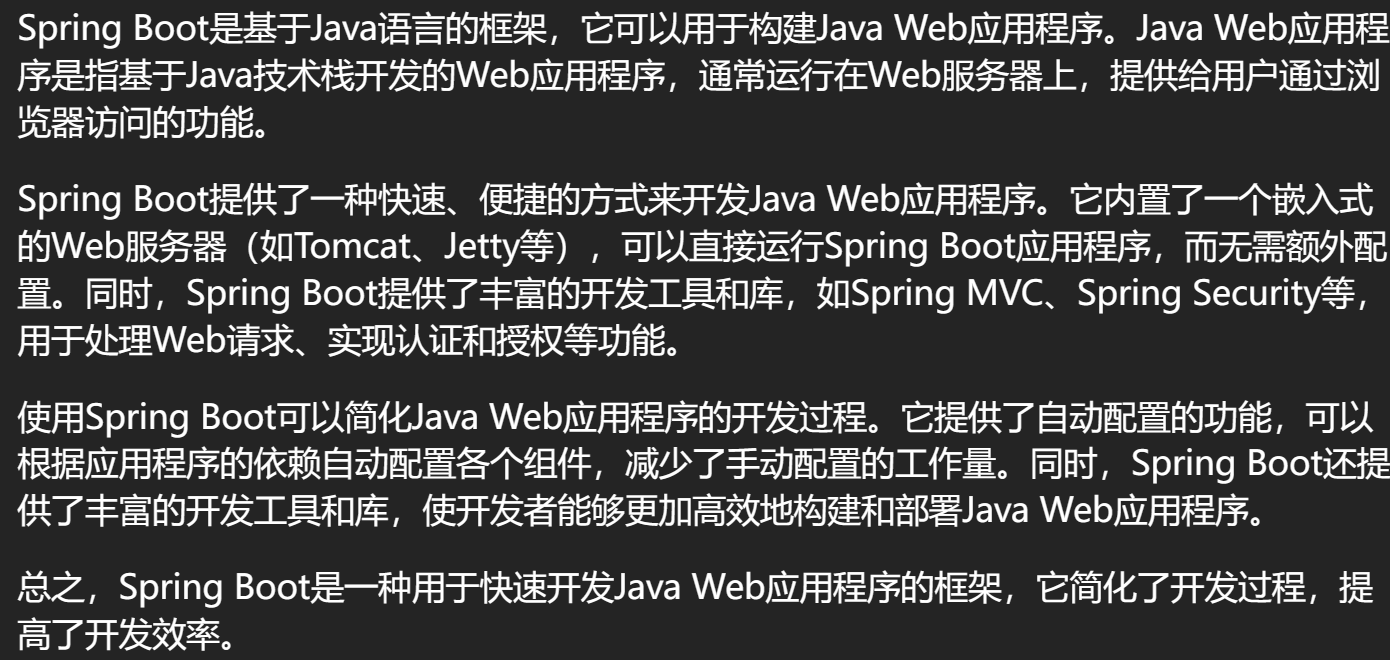 Spring Boot是基于Java语言的框架，它可以用于构建Java Web应用程序。Java Web应用程
序是指基于Java技术栈开发的Web应用程序，通常运行在Web服务器上，提供给用户通过浏
览器访问的功能。
Spring Boot提供了一种快速、便捷的方式来开发Java Web应用程序。它内置了一个嵌入式
的Web服务器（如Tomcat、Jetty等），可以直接运行Spring Boot应用程序，而无需额外配
置。同时，Spring Boot提供了丰富的开发工具和库，如Spring MVC、Spring Security等，
用于处理Web请求、实现认证和授权等功能。
使用Spring Boot可以简化Java Web应用程序的开发过程。它提供了自动配置的功能，可以
根据应用程序的依赖自动配置各个组件，减少了手动配置的工作量。同时，Spring Boot还提
供了丰富的开发工具和库，使开发者能够更加高效地构建和部署Java Web应用程序。
总之，Spring Boot是一种用于快速开发Java Web应用程序的框架，它简化了开发过程，提
高了开发效率。